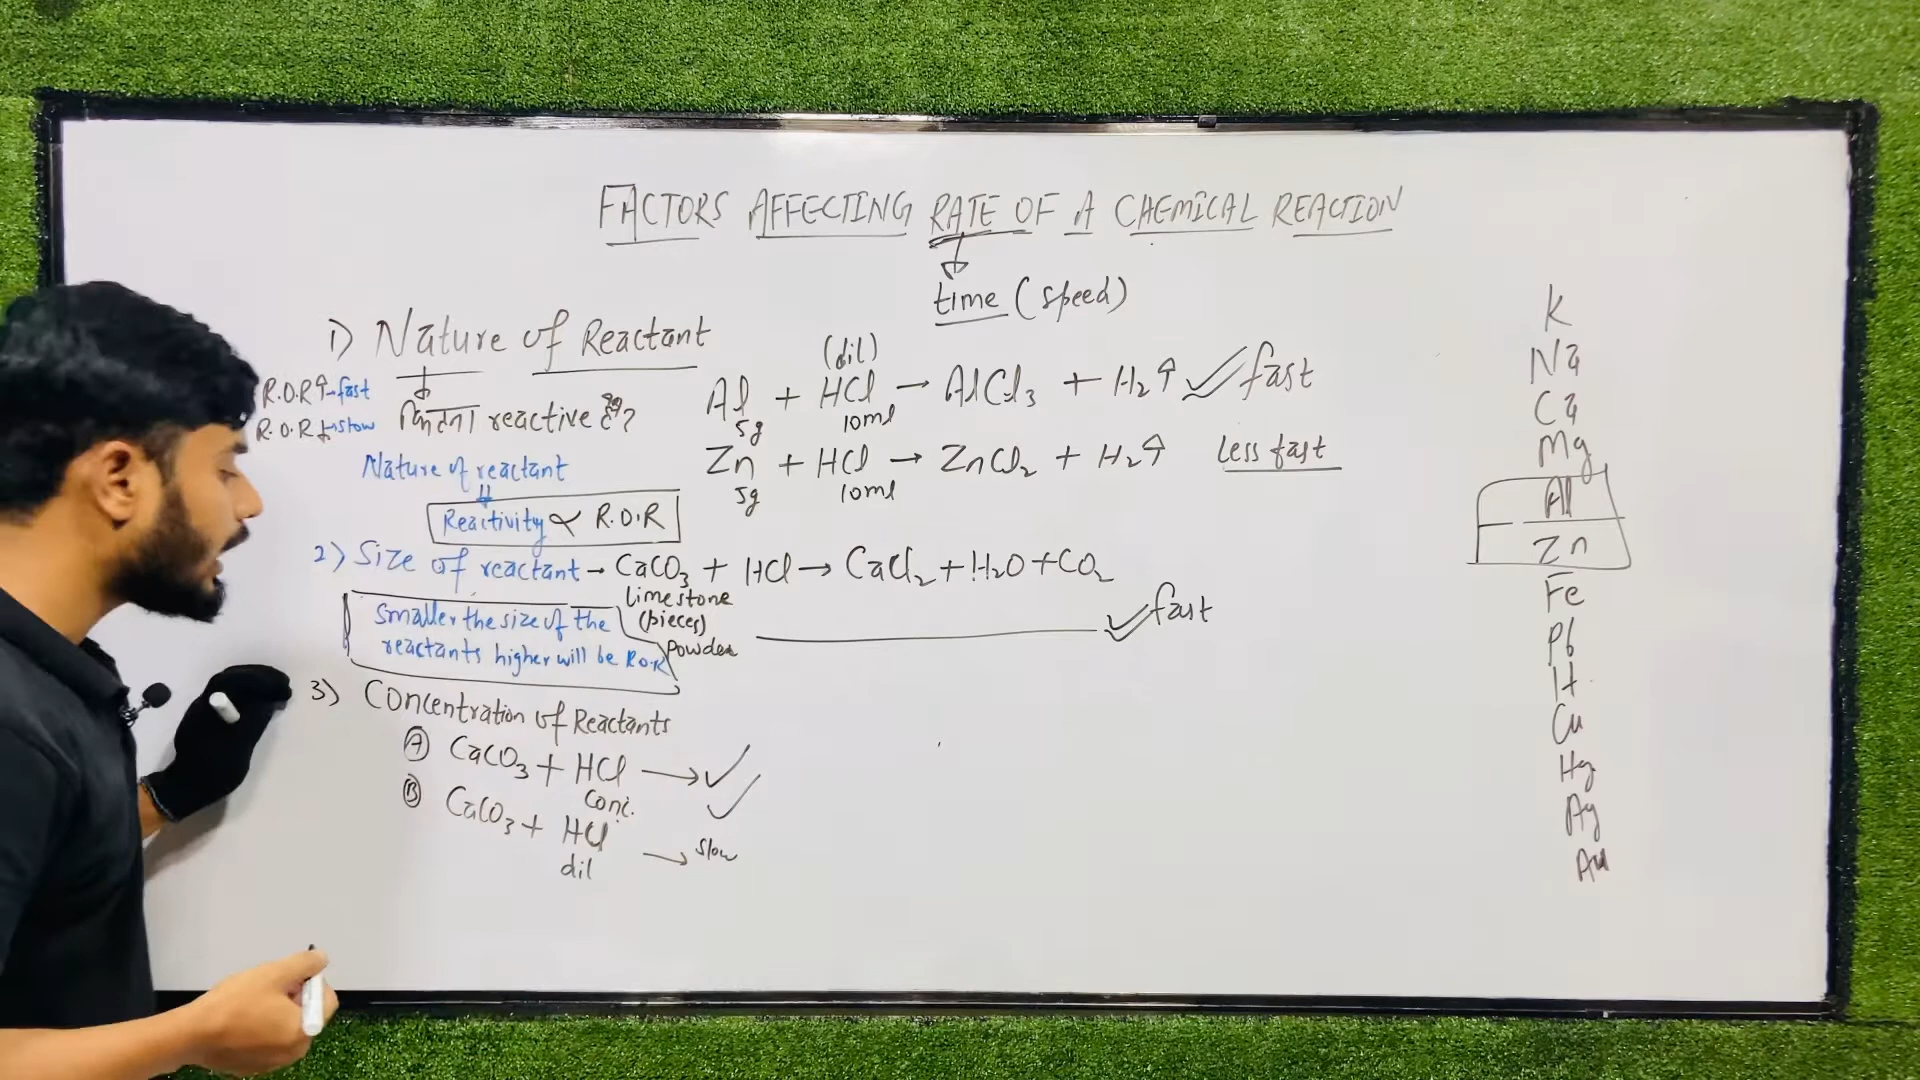 FACTORS AFFECTING RATE OF A CHEMICAL REACTION
time (speed)
1) Nature of Reactant
R.O.R↑→fast
R.O.R↓→slow
कितना reactive है?
Nature of reactant
⇓
Reactivity ∝ R.O.R
(dil)
Al + HCl → AlCl3 + H2↑ fast
5g 10ml
Zn + HCl → ZnCl2 + H2↑ Less fast
5g 10ml
2) Size of reactant → CaCO3 + HCl → CaCl2 + H2O + CO2
limestone
(pieces)
powder fast
Smaller the size of the
reactants higher will be R.O.R
3) Concentration of Reactants
(A) CaCO3 + HCl → ✓
conc.
(B) CaCO3 + HCl → slow
dil
K
Na
Ca
Mg
Al
Zn
Fe
Pb
H
Cu
Hg
Ag
Au